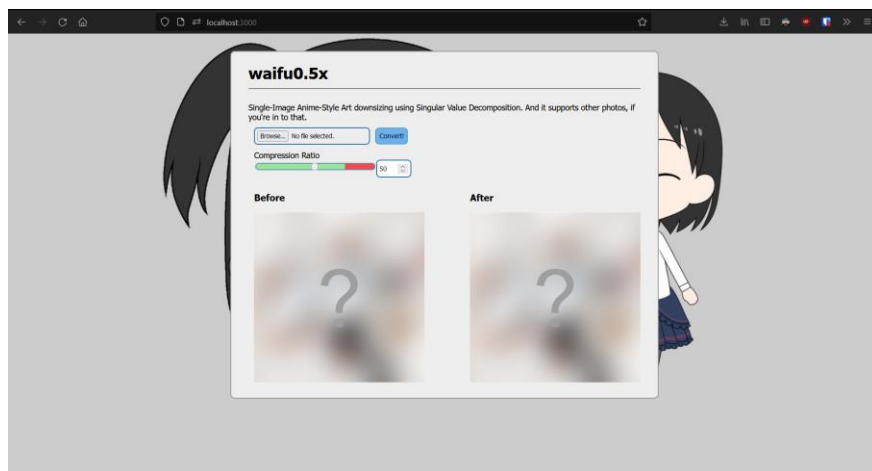 localhost:3000
waifu0.5x
Single-Image Anime-Style Art downsizing using Singular Value Decomposition. And it supports other photos, if
you're in to that.
Browse... No file selected. Convert!
Compression Ratio
50
Before After
? ?